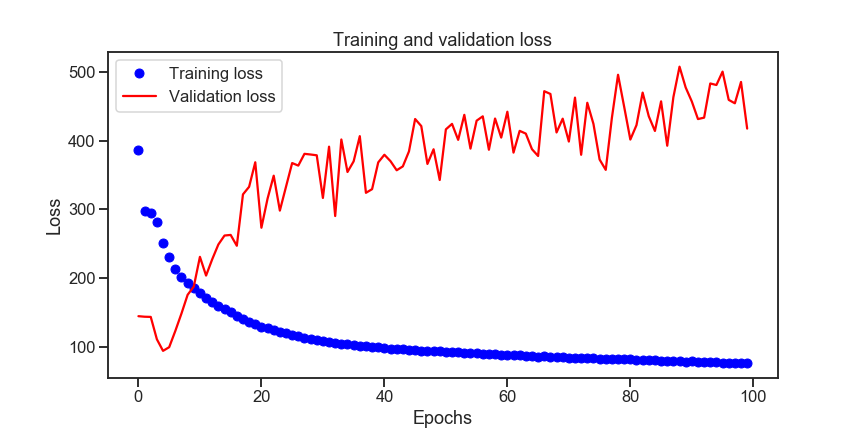 Training and validation loss
Training loss
Validation loss
500
400
300
200
100
Loss
0 20 40 60 80 100
Epochs